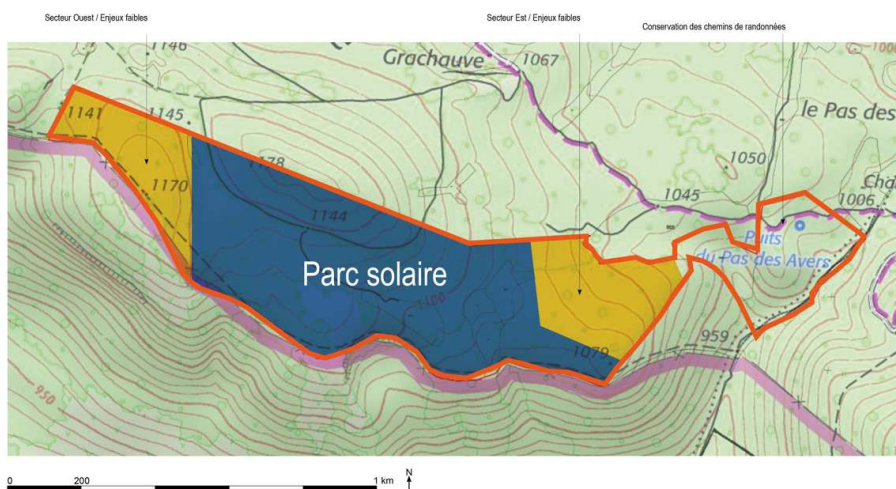 Secteur Ouest / Enjeux faibles
Secteur Est / Enjeux faibles
Conservation des chemins de randonnées
1146
Grachauve
1067
1141
1145
le Pas des
1178
1050
1170
1144
1045
1006
Puits
du Pas des Avers
Parc solaire
1100
1079
959
950
0
200
1 km
N